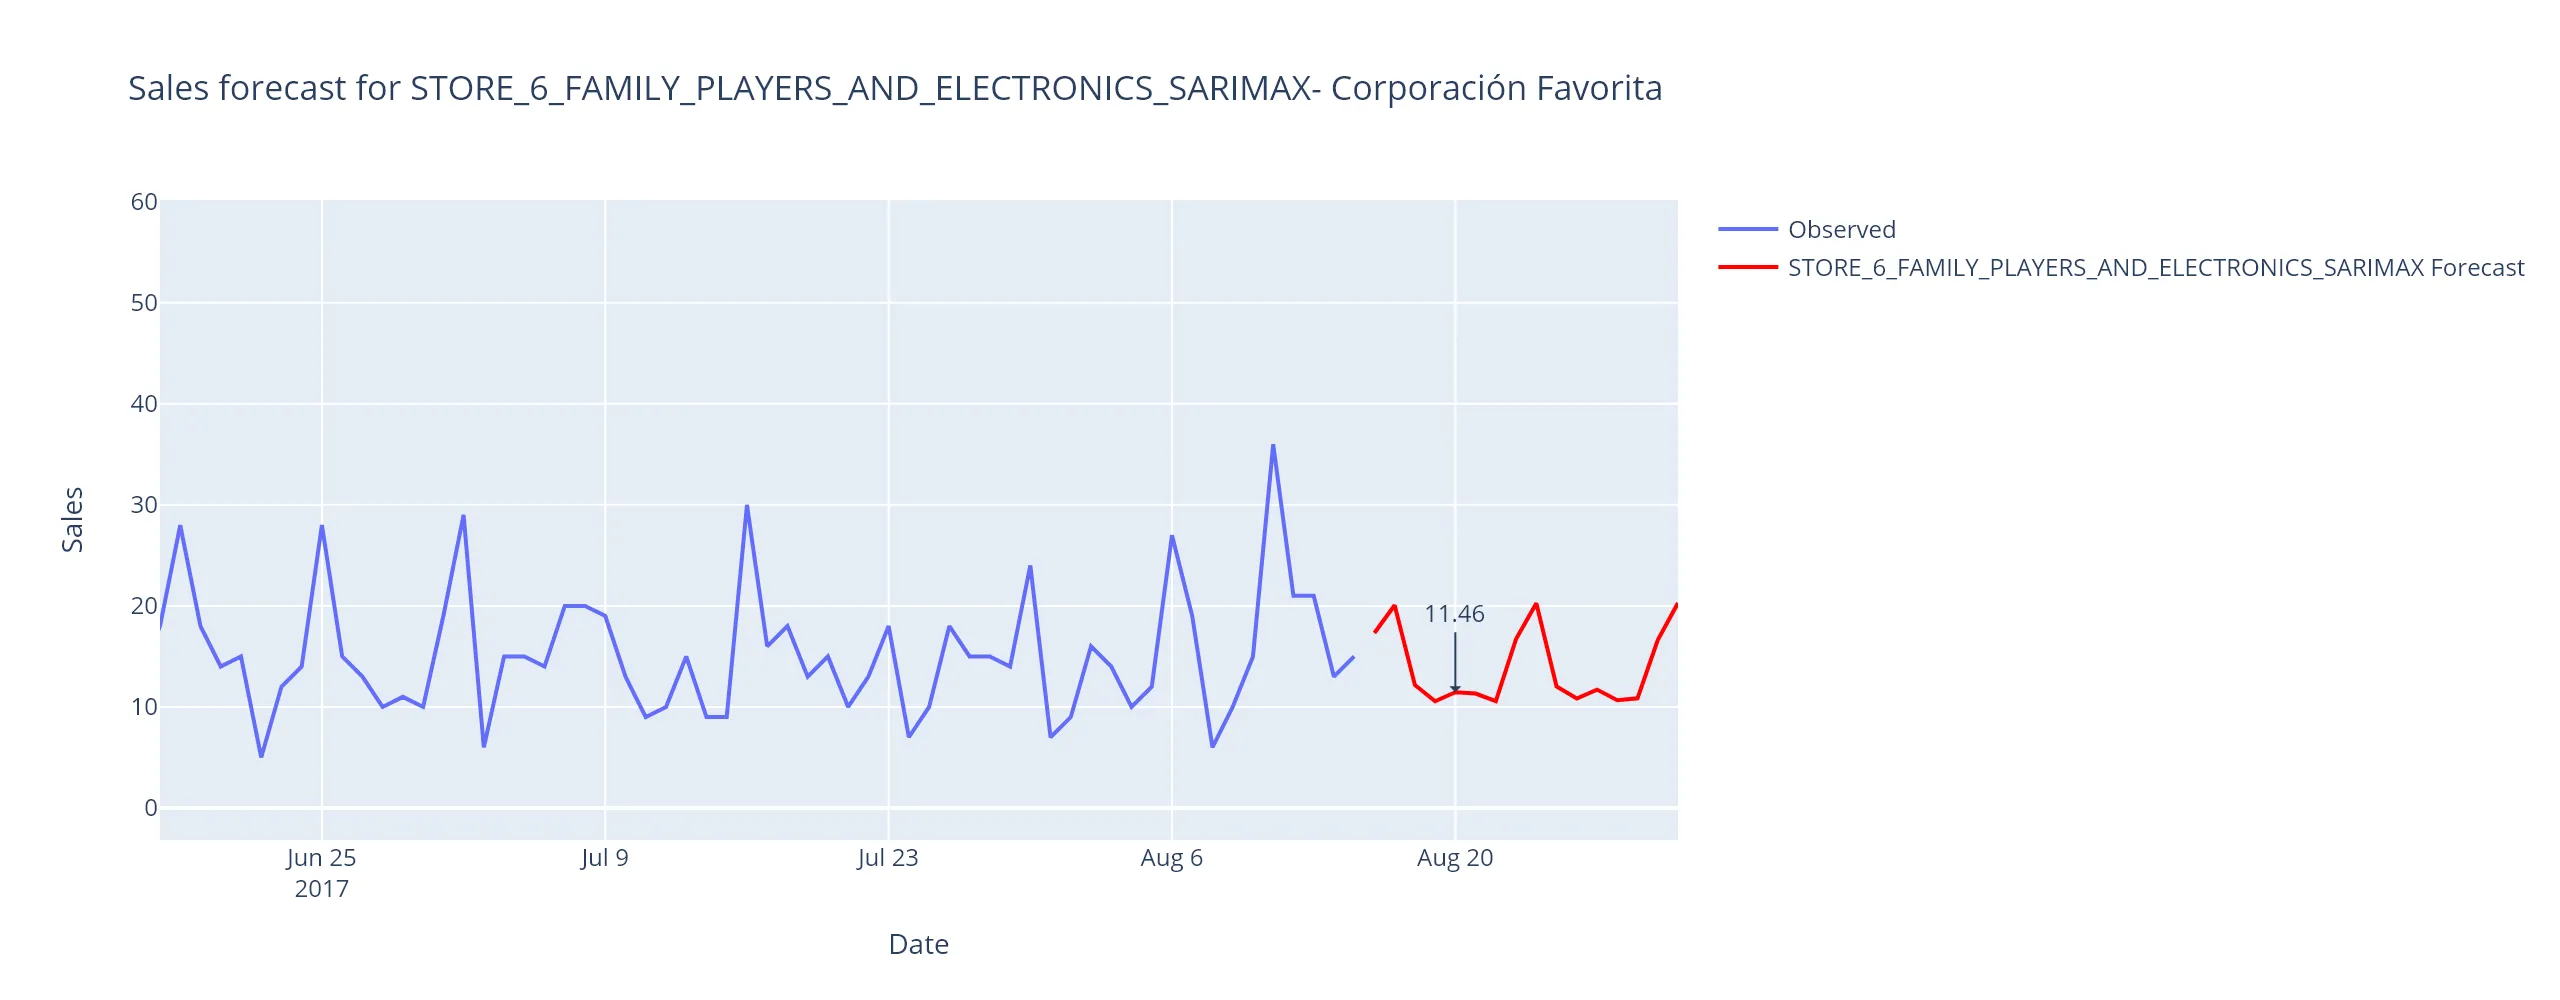 Sales forecast for STORE_6_FAMILY_PLAYERS_AND_ELECTRONICS_SARIMAX- Corporación Favorita
60
50
40
30
20
10
0
Sales
11.46
Jun 25
2017
Jul 9
Jul 23
Aug 6
Aug 20
Date
Observed
STORE_6_FAMILY_PLAYERS_AND_ELECTRONICS_SARIMAX Forecast